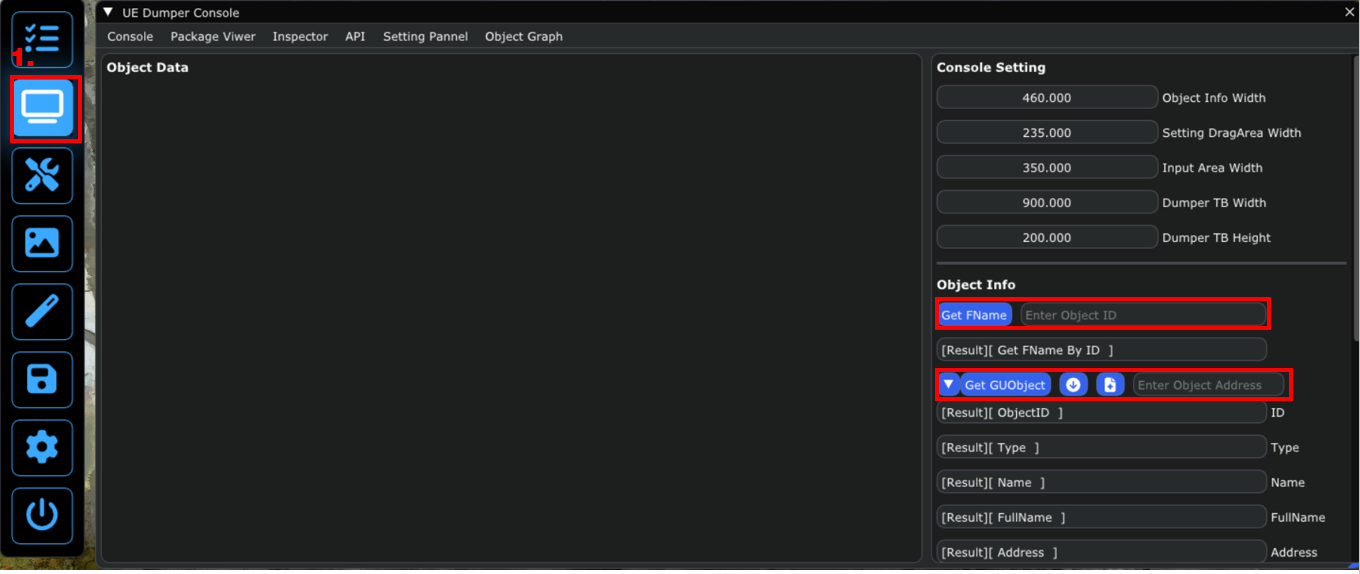 1.
▼ UE Dumper Console ×
Console Package Viwer Inspector API Setting Pannel Object Graph
Object Data
Console Setting
460.000 Object Info Width
235.000 Setting DragArea Width
350.000 Input Area Width
900.000 Dumper TB Width
200.000 Dumper TB Height
Object Info
Get FName Enter Object ID
[Result][ Get FName By ID ]
▼ Get GUObject Enter Object Address
[Result][ ObjectID ] ID
[Result][ Type ] Type
[Result][ Name ] Name
[Result][ FullName ] FullName
[Result][ Address ] Address